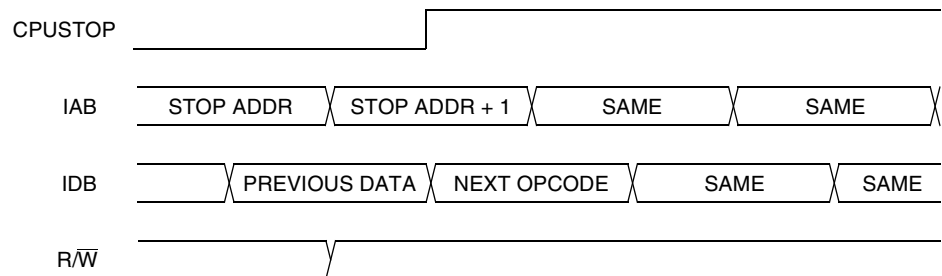 CPUSTOP
IAB STOP ADDR STOP ADDR + 1 SAME SAME
IDB PREVIOUS DATA NEXT OPCODE SAME SAME
R/W̅